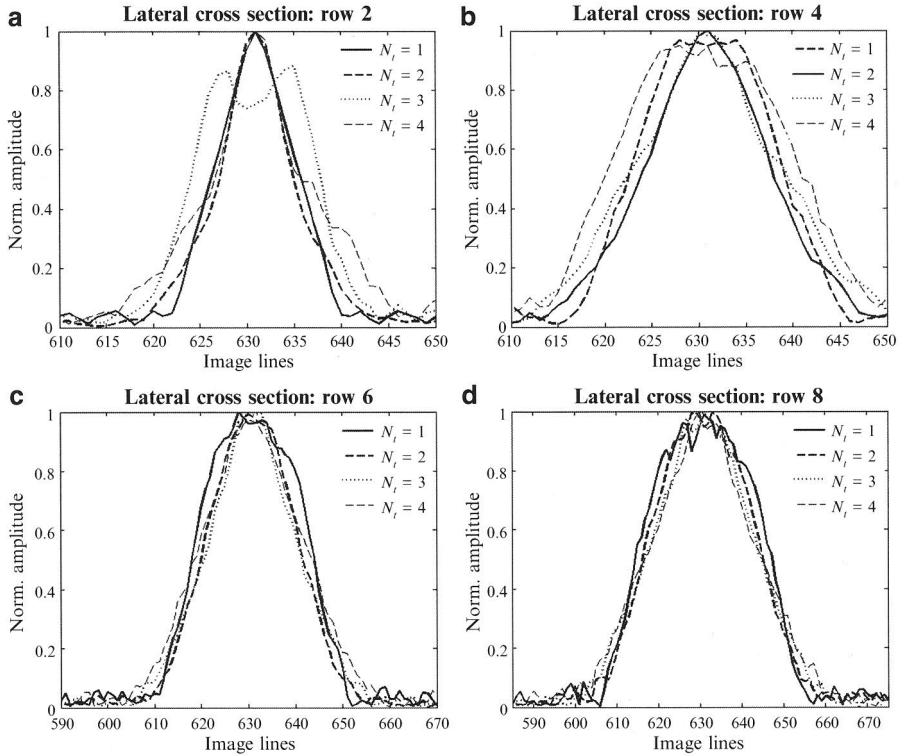 a
Lateral cross section: row 2
1
0.8
0.6
0.4
0.2
0
Norm. amplitude
N_t = 1
N_t = 2
N_t = 3
N_t = 4
610 615 620 625 630 635 640 645 650
Image lines
b
Lateral cross section: row 4
1
0.8
0.6
0.4
0.2
0
Norm. amplitude
N_t = 1
N_t = 2
N_t = 3
N_t = 4
610 615 620 625 630 635 640 645 650
Image lines
c
Lateral cross section: row 6
1
0.8
0.6
0.4
0.2
0
Norm. amplitude
N_t = 1
N_t = 2
N_t = 3
N_t = 4
590 600 610 620 630 640 650 660 670
Image lines
d
Lateral cross section: row 8
1
0.8
0.6
0.4
0.2
0
Norm. amplitude
N_t = 1
N_t = 2
N_t = 3
N_t = 4
590 600 610 620 630 640 650 660 670
Image lines